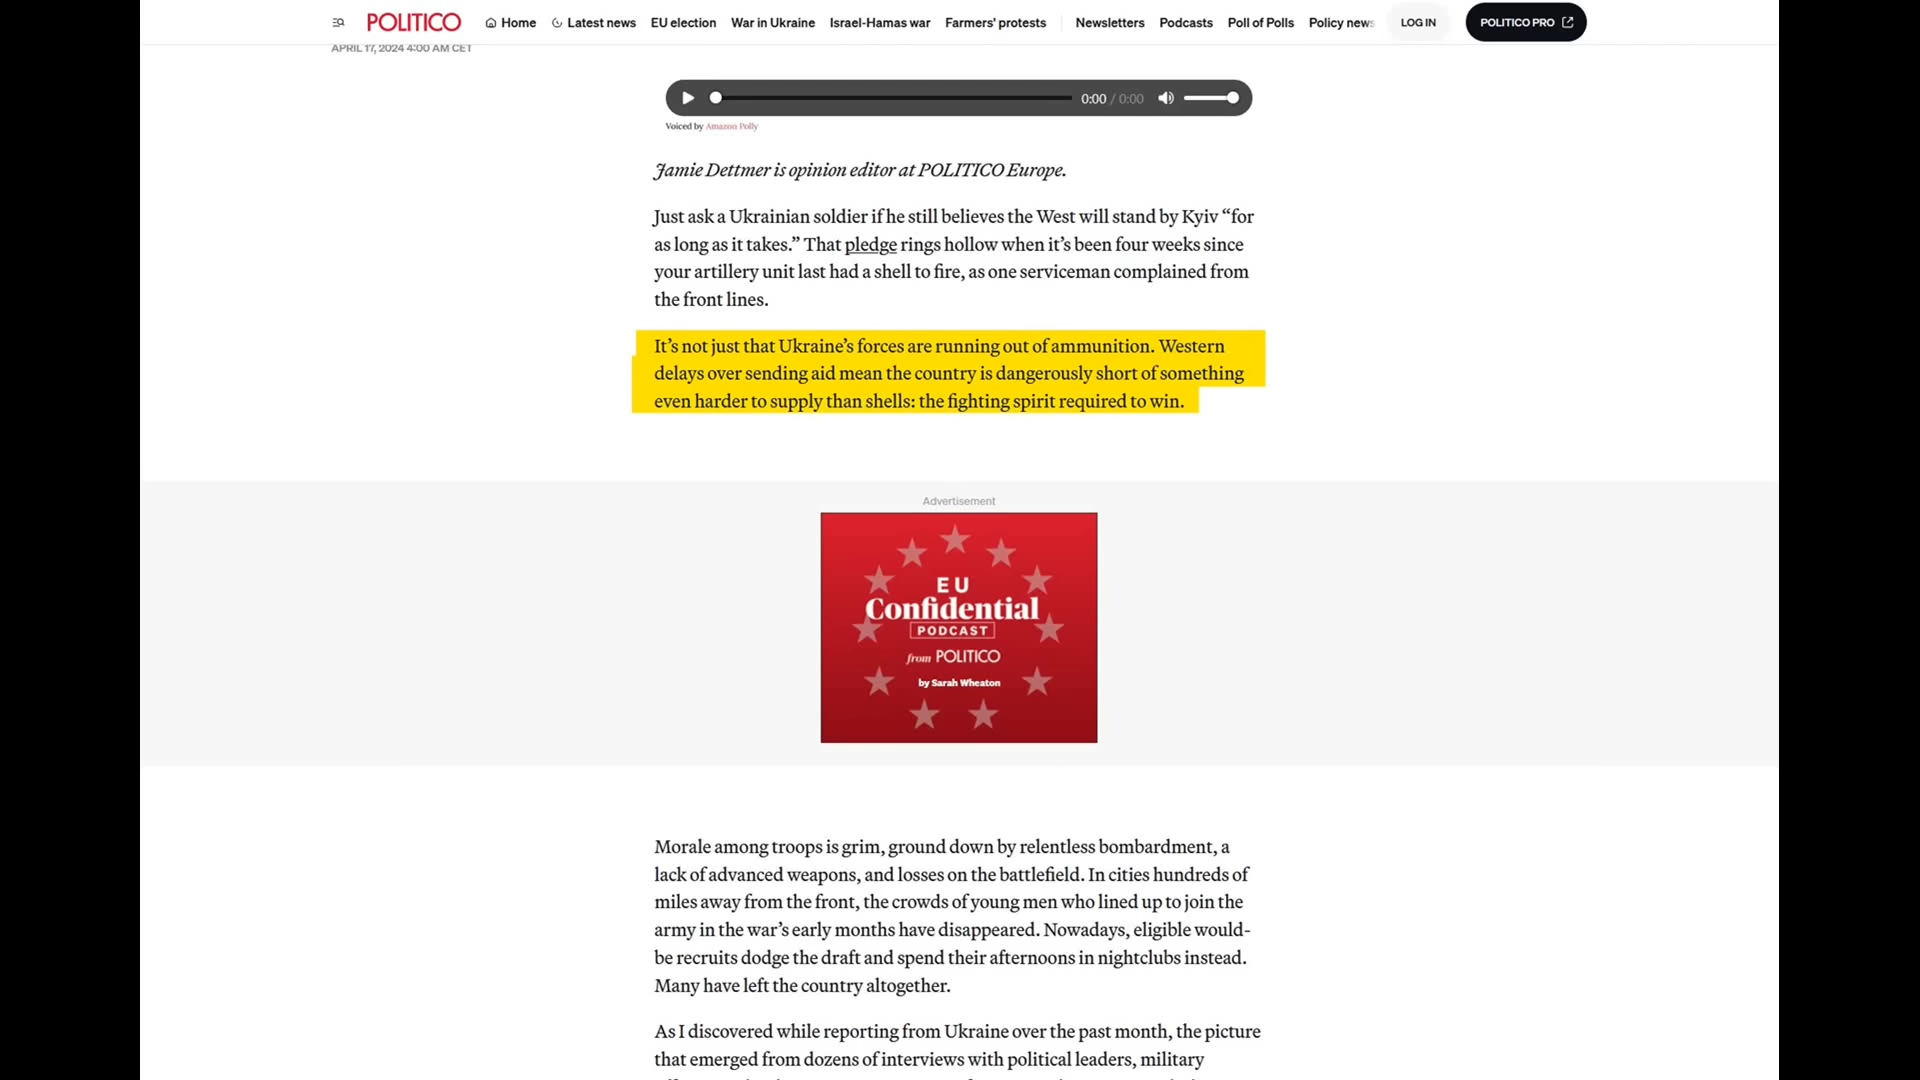 POLITICO Home Latest news EU election War in Ukraine Israel-Hamas war Farmers' protests Newsletters Podcasts Poll of Polls Policy news LOG IN POLITICO PRO
APRIL 17, 2024 4:00 AM CET
0:00 / 0:00
Voiced by Amazon Polly
Jamie Dettmer is opinion editor at POLITICO Europe.
Just ask a Ukrainian soldier if he still believes the West will stand by Kyiv “for
as long as it takes.” That pledge rings hollow when it’s been four weeks since
your artillery unit last had a shell to fire, as one serviceman complained from
the front lines.
It’s not just that Ukraine’s forces are running out of ammunition. Western
delays over sending aid mean the country is dangerously short of something
even harder to supply than shells: the fighting spirit required to win.
Advertisement
EU
Confidential
PODCAST
from POLITICO
by Sarah Wheaton
Morale among troops is grim, ground down by relentless bombardment, a
lack of advanced weapons, and losses on the battlefield. In cities hundreds of
miles away from the front, the crowds of young men who lined up to join the
army in the war’s early months have disappeared. Nowadays, eligible would-
be recruits dodge the draft and spend their afternoons in nightclubs instead.
Many have left the country altogether.
As I discovered while reporting from Ukraine over the past month, the picture
that emerged from dozens of interviews with political leaders, military